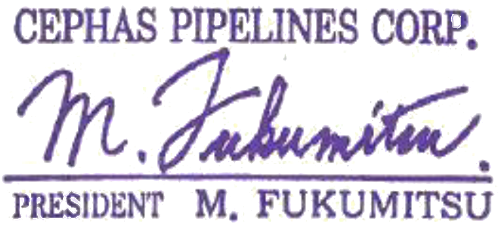 CEPHAS PIPELINES CORP.
M. Fukumitsu.
PRESIDENT M. FUKUMITSU